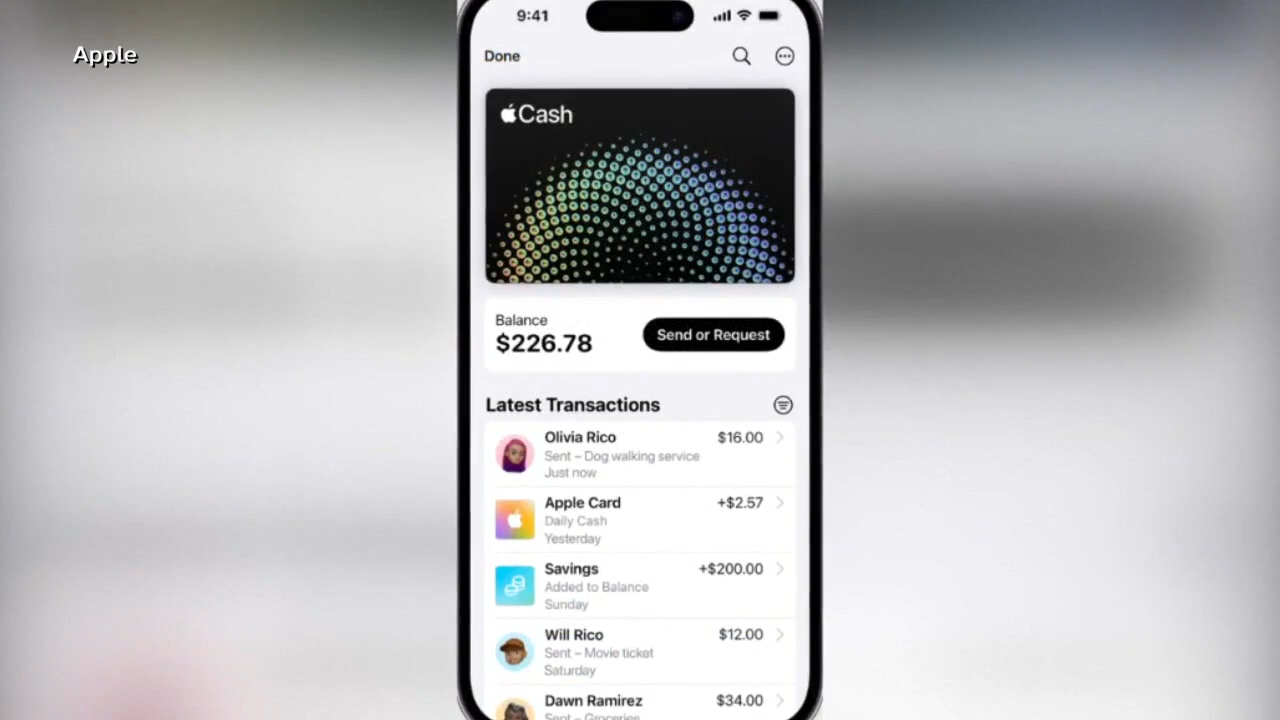 Apple
9:41
Done
Cash
Balance
$226.78
Send or Request
Latest Transactions
Olivia Rico
$16.00
Sent – Dog walking service
Just now
Apple Card
+$2.57
Daily Cash
Yesterday
Savings
+$200.00
Added to Balance
Sunday
Will Rico
$12.00
Sent – Movie ticket
Saturday
Dawn Ramirez
$34.00
Sent – Groceries